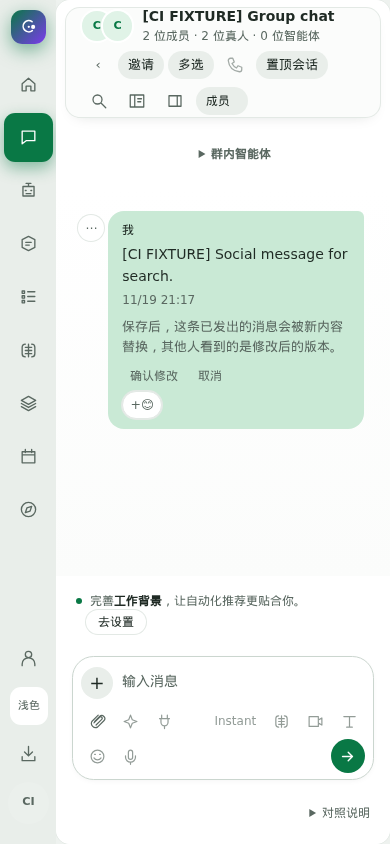 [CI FIXTURE] Group chat
C C
2 位成员 · 2 位真人 · 0 位智能体
‹ 邀请 多选 置顶会话
成员
▶ 群内智能体
···
我
[CI FIXTURE] Social message for
search.
11/19 21:17
保存后，这条已发出的消息会被新内容
替换，其他人看到的是修改后的版本。
确认修改 取消
+😊
完善工作背景，让自动化推荐更贴合你。
去设置
+ 输入消息
Instant
浅色
CI
▶ 对照说明